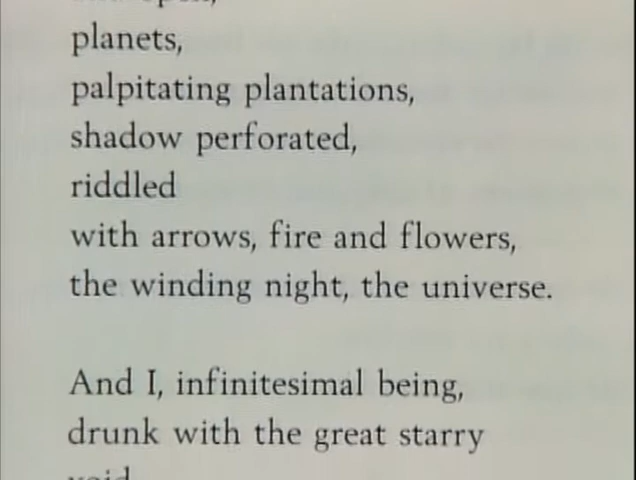 planets,
palpitating plantations,
shadow perforated,
riddled
with arrows, fire and flowers,
the winding night, the universe.
And I, infinitesimal being,
drunk with the great starry
void